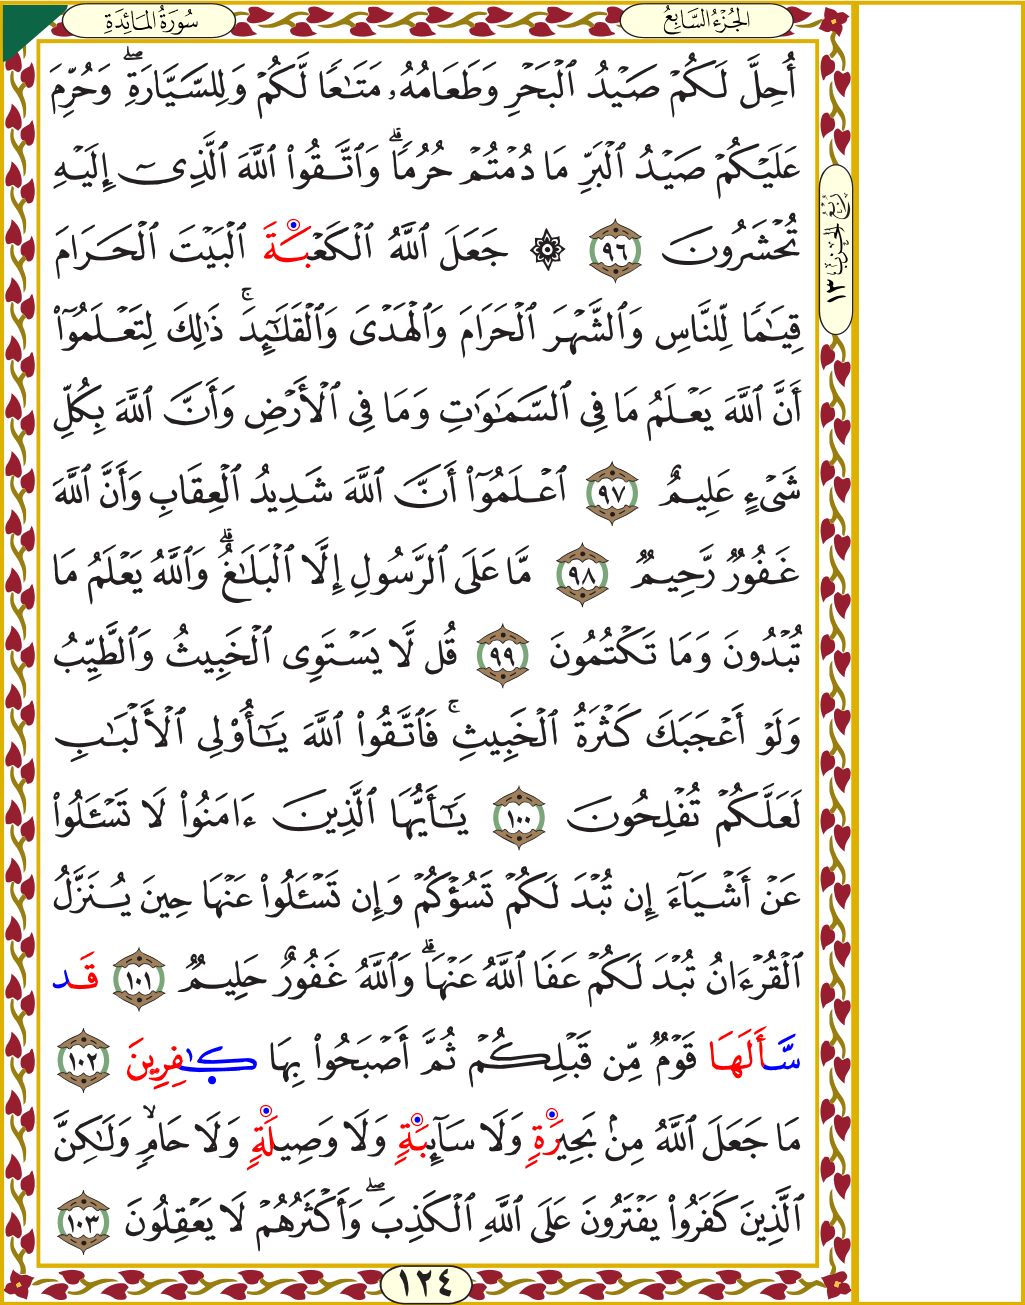 الجُزْءُ السَّابِعُ
سُورَةُ المَائِدَةِ
أُحِلَّ لَكُمْ صَيْدُ ٱلْبَحْرِ وَطَعَامُهُۥ مَتَـٰعًا لَّكُمْ وَلِلسَّيَّارَةِ ۖ وَحُرِّمَ
عَلَيْكُمْ صَيْدُ ٱلْبَرِّ مَا دُمْتُمْ حُرُمًا ۗ وَٱتَّقُوا۟ ٱللَّهَ ٱلَّذِىٓ إِلَيْهِ
تُحْشَرُونَ ٩٦ ۞ جَعَلَ ٱللَّهُ ٱلْكَعْبَةَ ٱلْبَيْتَ ٱلْحَرَامَ
قِيَـٰمًا لِّلنَّاسِ وَٱلشَّهْرَ ٱلْحَرَامَ وَٱلْهَدْىَ وَٱلْقَلَـٰٓئِدَ ۚ ذَٰلِكَ لِتَعْلَمُوٓا۟
أَنَّ ٱللَّهَ يَعْلَمُ مَا فِى ٱلسَّمَـٰوَٰتِ وَمَا فِى ٱلْأَرْضِ وَأَنَّ ٱللَّهَ بِكُلِّ
شَىْءٍ عَلِيمٌ ٩٧ ٱعْلَمُوٓا۟ أَنَّ ٱللَّهَ شَدِيدُ ٱلْعِقَابِ وَأَنَّ ٱللَّهَ
غَفُورٌ رَّحِيمٌ ٩٨ مَّا عَلَى ٱلرَّسُولِ إِلَّا ٱلْبَلَـٰغُ ۗ وَٱللَّهُ يَعْلَمُ مَا
تُبْدُونَ وَمَا تَكْتُمُونَ ٩٩ قُل لَّا يَسْتَوِى ٱلْخَبِيثُ وَٱلطَّيِّبُ
وَلَوْ أَعْجَبَكَ كَثْرَةُ ٱلْخَبِيثِ ۚ فَٱتَّقُوا۟ ٱللَّهَ يَـٰٓأُو۟لِى ٱلْأَلْبَـٰبِ
لَعَلَّكُمْ تُفْلِحُونَ ١٠٠ يَـٰٓأَيُّهَا ٱلَّذِينَ ءَامَنُوا۟ لَا تَسْـَٔلُوا۟
عَنْ أَشْيَآءَ إِن تُبْدَ لَكُمْ تَسُؤْكُمْ وَإِن تَسْـَٔلُوا۟ عَنْهَا حِينَ يُنَزَّلُ
ٱلْقُرْءَانُ تُبْدَ لَكُمْ عَفَا ٱللَّهُ عَنْهَا ۗ وَٱللَّهُ غَفُورٌ حَلِيمٌ ١٠١ قَد
سَّأَلَهَا قَوْمٌ مِّن قَبْلِكُمْ ثُمَّ أَصْبَحُوا۟ بِهَا كَـٰفِرِينَ ١٠٢
مَا جَعَلَ ٱللَّهُ مِنۢ بَحِيرَةٍ وَلَا سَآئِبَةٍ وَلَا وَصِيلَةٍ وَلَا حَامٍ ۙ وَلَـٰكِنَّ
ٱلَّذِينَ كَفَرُوا۟ يَفْتَرُونَ عَلَى ٱللَّهِ ٱلْكَذِبَ ۖ وَأَكْثَرُهُمْ لَا يَعْقِلُونَ ١٠٣
رُبْعُ الحِزْبِ ١٣
١٢٤